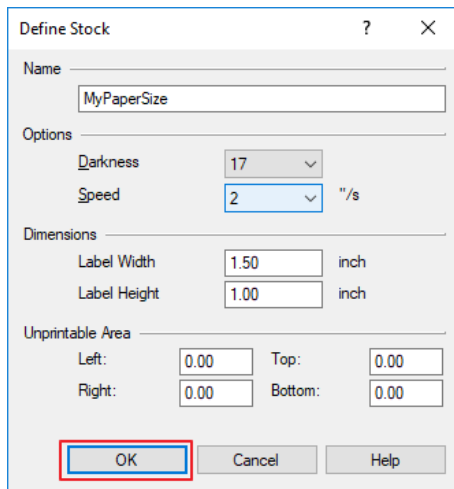 Define Stock ? ×
Name
MyPaperSize
Options
Darkness 17
Speed 2 "/s
Dimensions
Label Width 1.50 inch
Label Height 1.00 inch
Unprintable Area
Left: 0.00 Top: 0.00
Right: 0.00 Bottom: 0.00
OK Cancel Help